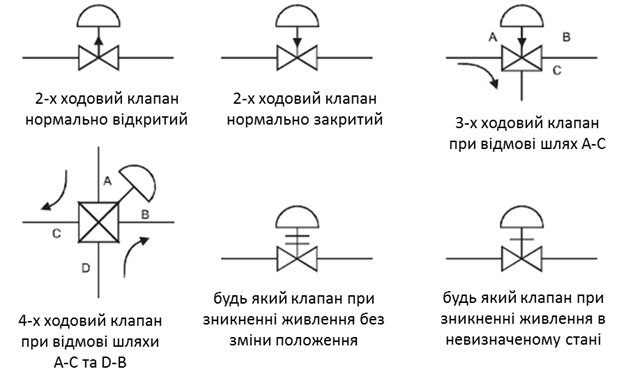 2-х ходовий клапан
нормально відкритий
2-х ходовий клапан
нормально закритий
A
B
C
3-х ходовий клапан
при відмові шлях А-С
A
B
C
D
4-х ходовий клапан
при відмові шляхи
А-С та D-В
будь який клапан при
зникненні живлення без
зміни положення
будь який клапан при
зникненні живлення в
невизначеному стані